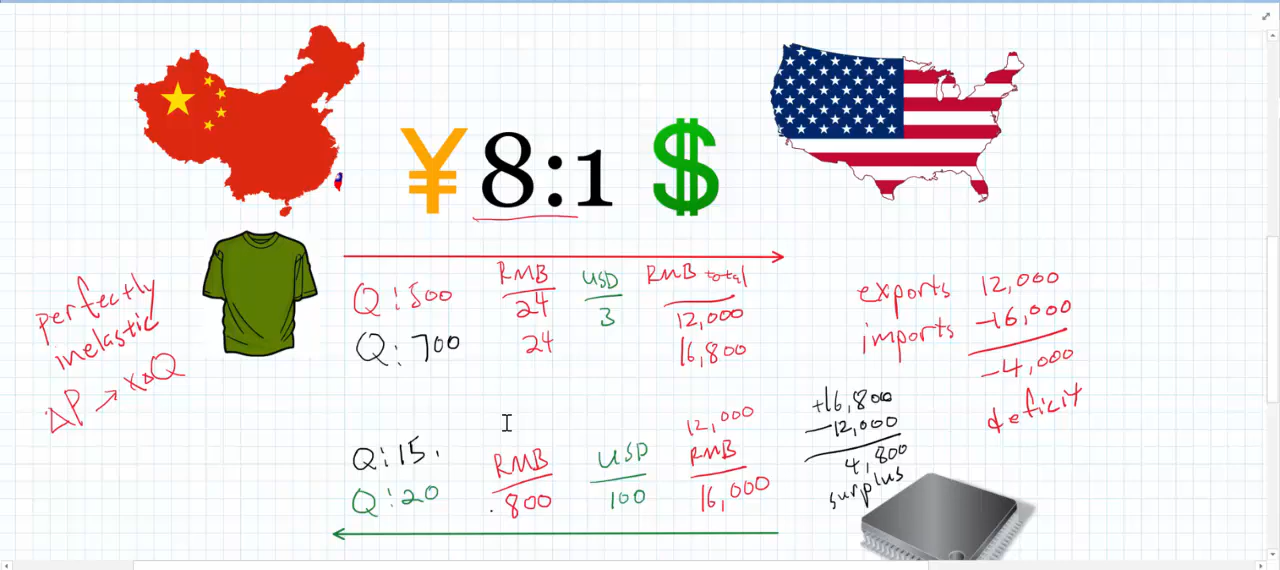 ¥ 8:1 $
RMB USD RMB total
Q:500 24 3 12,000
Q:700 24 16,800
perfectly
inelastic
ΔP → xΔQ
exports 12,000
imports -16,000
-4,000
deficit
+16,800
-12,000
4,800
surplus
12,000
Q:15. RMB USD RMB
Q:20 800 100 16,000